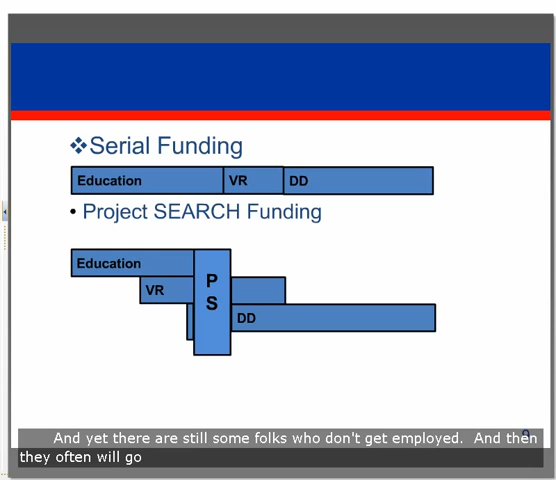 ❖Serial Funding
Education VR DD
• Project SEARCH Funding
Education
P
VR
S
DD
9
And yet there are still some folks who don't get employed. And then
they often will go